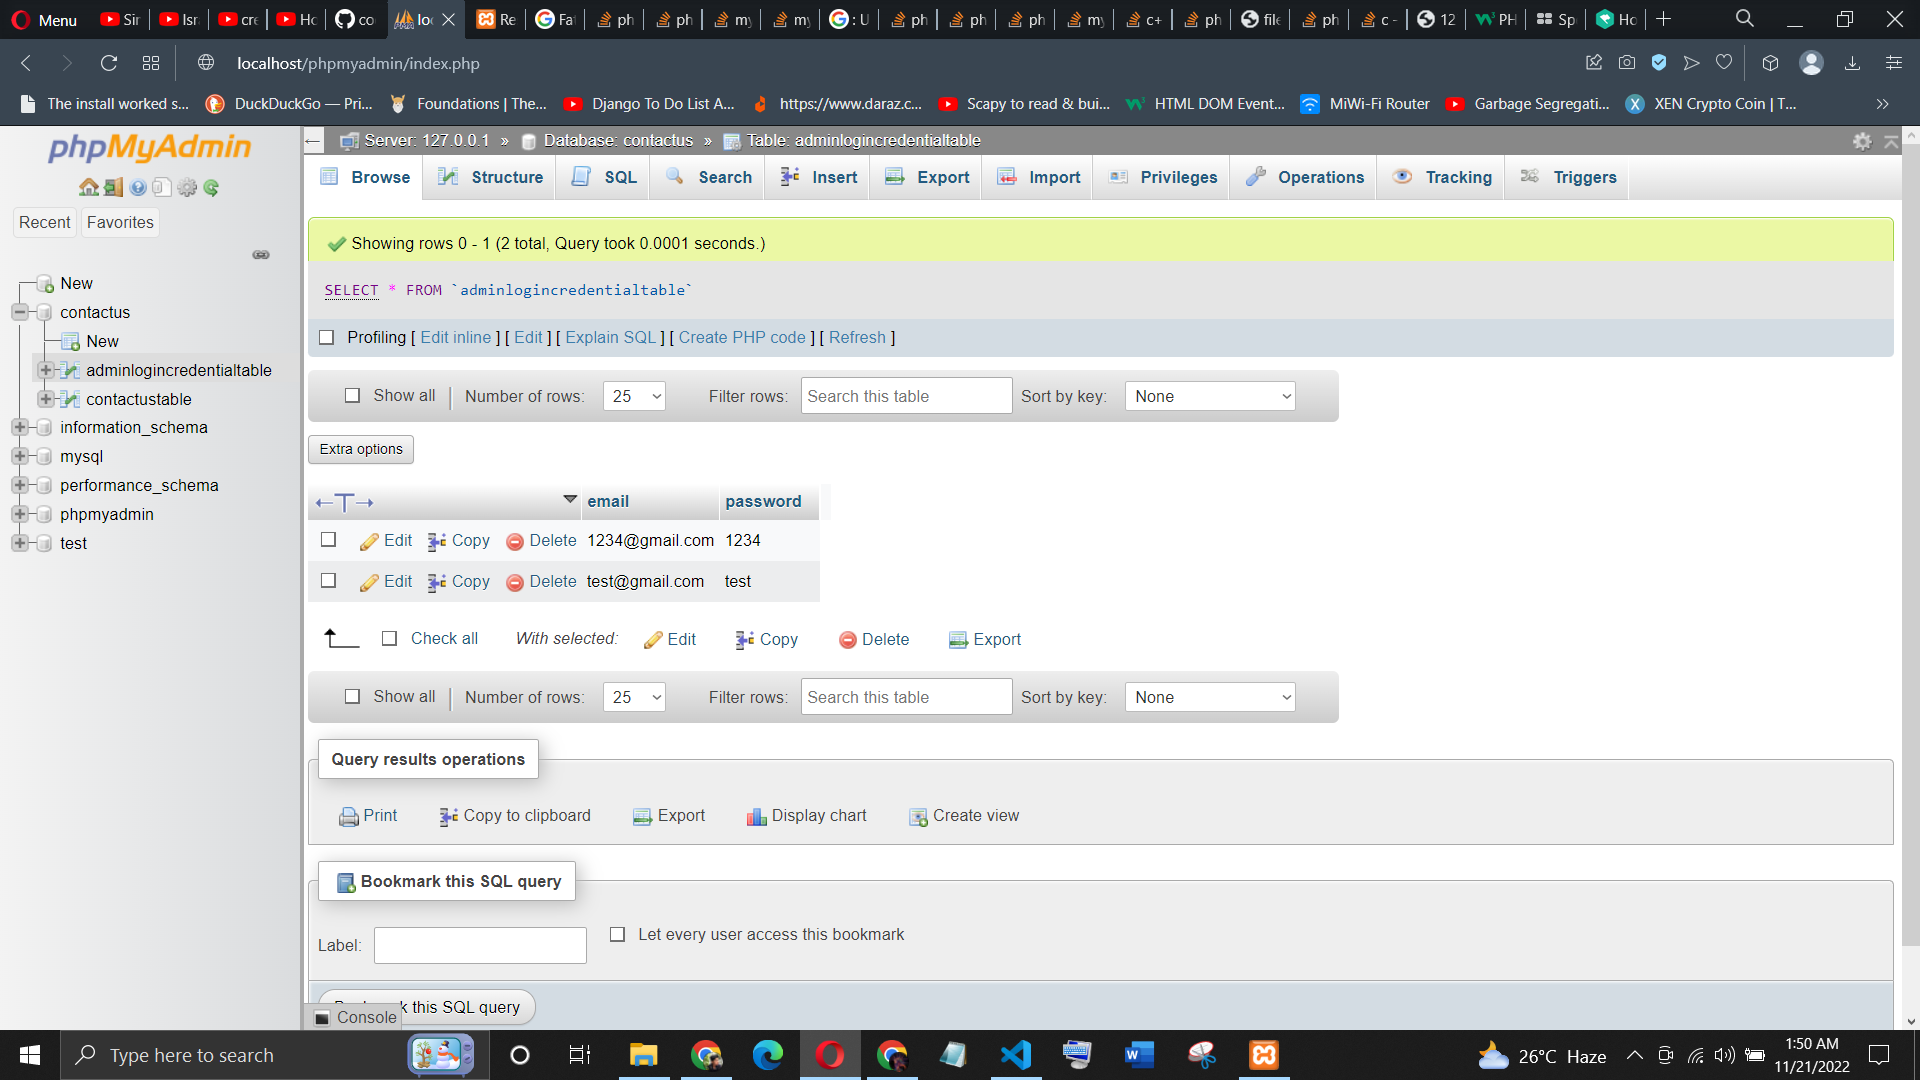 Menu
Sir
Isra
cre
Ho
co
loc
Re
Fat
ph
ph
my
my
: U
ph
ph
ph
my
c+
ph
file
ph
c -
12
PH
Sp
Ho
localhost/phpmyadmin/index.php
The install worked s...
DuckDuckGo — Pri...
Foundations | The...
Django To Do List A...
https://www.daraz.c...
Scapy to read & bui...
HTML DOM Event...
MiWi-Fi Router
Garbage Segregati...
XEN Crypto Coin | T...
phpMyAdmin
Recent
Favorites
New
contactus
New
adminlogincredentialtable
contactustable
information_schema
mysql
performance_schema
phpmyadmin
test
Server: 127.0.0.1 » Database: contactus » Table: adminlogincredentialtable
Browse
Structure
SQL
Search
Insert
Export
Import
Privileges
Operations
Tracking
Triggers
Showing rows 0 - 1 (2 total, Query took 0.0001 seconds.)
SELECT * FROM `adminlogincredentialtable`
Profiling [ Edit inline ] [ Edit ] [ Explain SQL ] [ Create PHP code ] [ Refresh ]
Show all
Number of rows: 25
Filter rows: Search this table
Sort by key: None
Extra options
email
password
Edit Copy Delete 1234@gmail.com 1234
Edit Copy Delete test@gmail.com test
Check all
With selected:
Edit
Copy
Delete
Export
Show all
Number of rows: 25
Filter rows: Search this table
Sort by key: None
Query results operations
Print
Copy to clipboard
Export
Display chart
Create view
Bookmark this SQL query
Label:
Let every user access this bookmark
k this SQL query
Console
Type here to search
26°C Haze
1:50 AM
11/21/2022